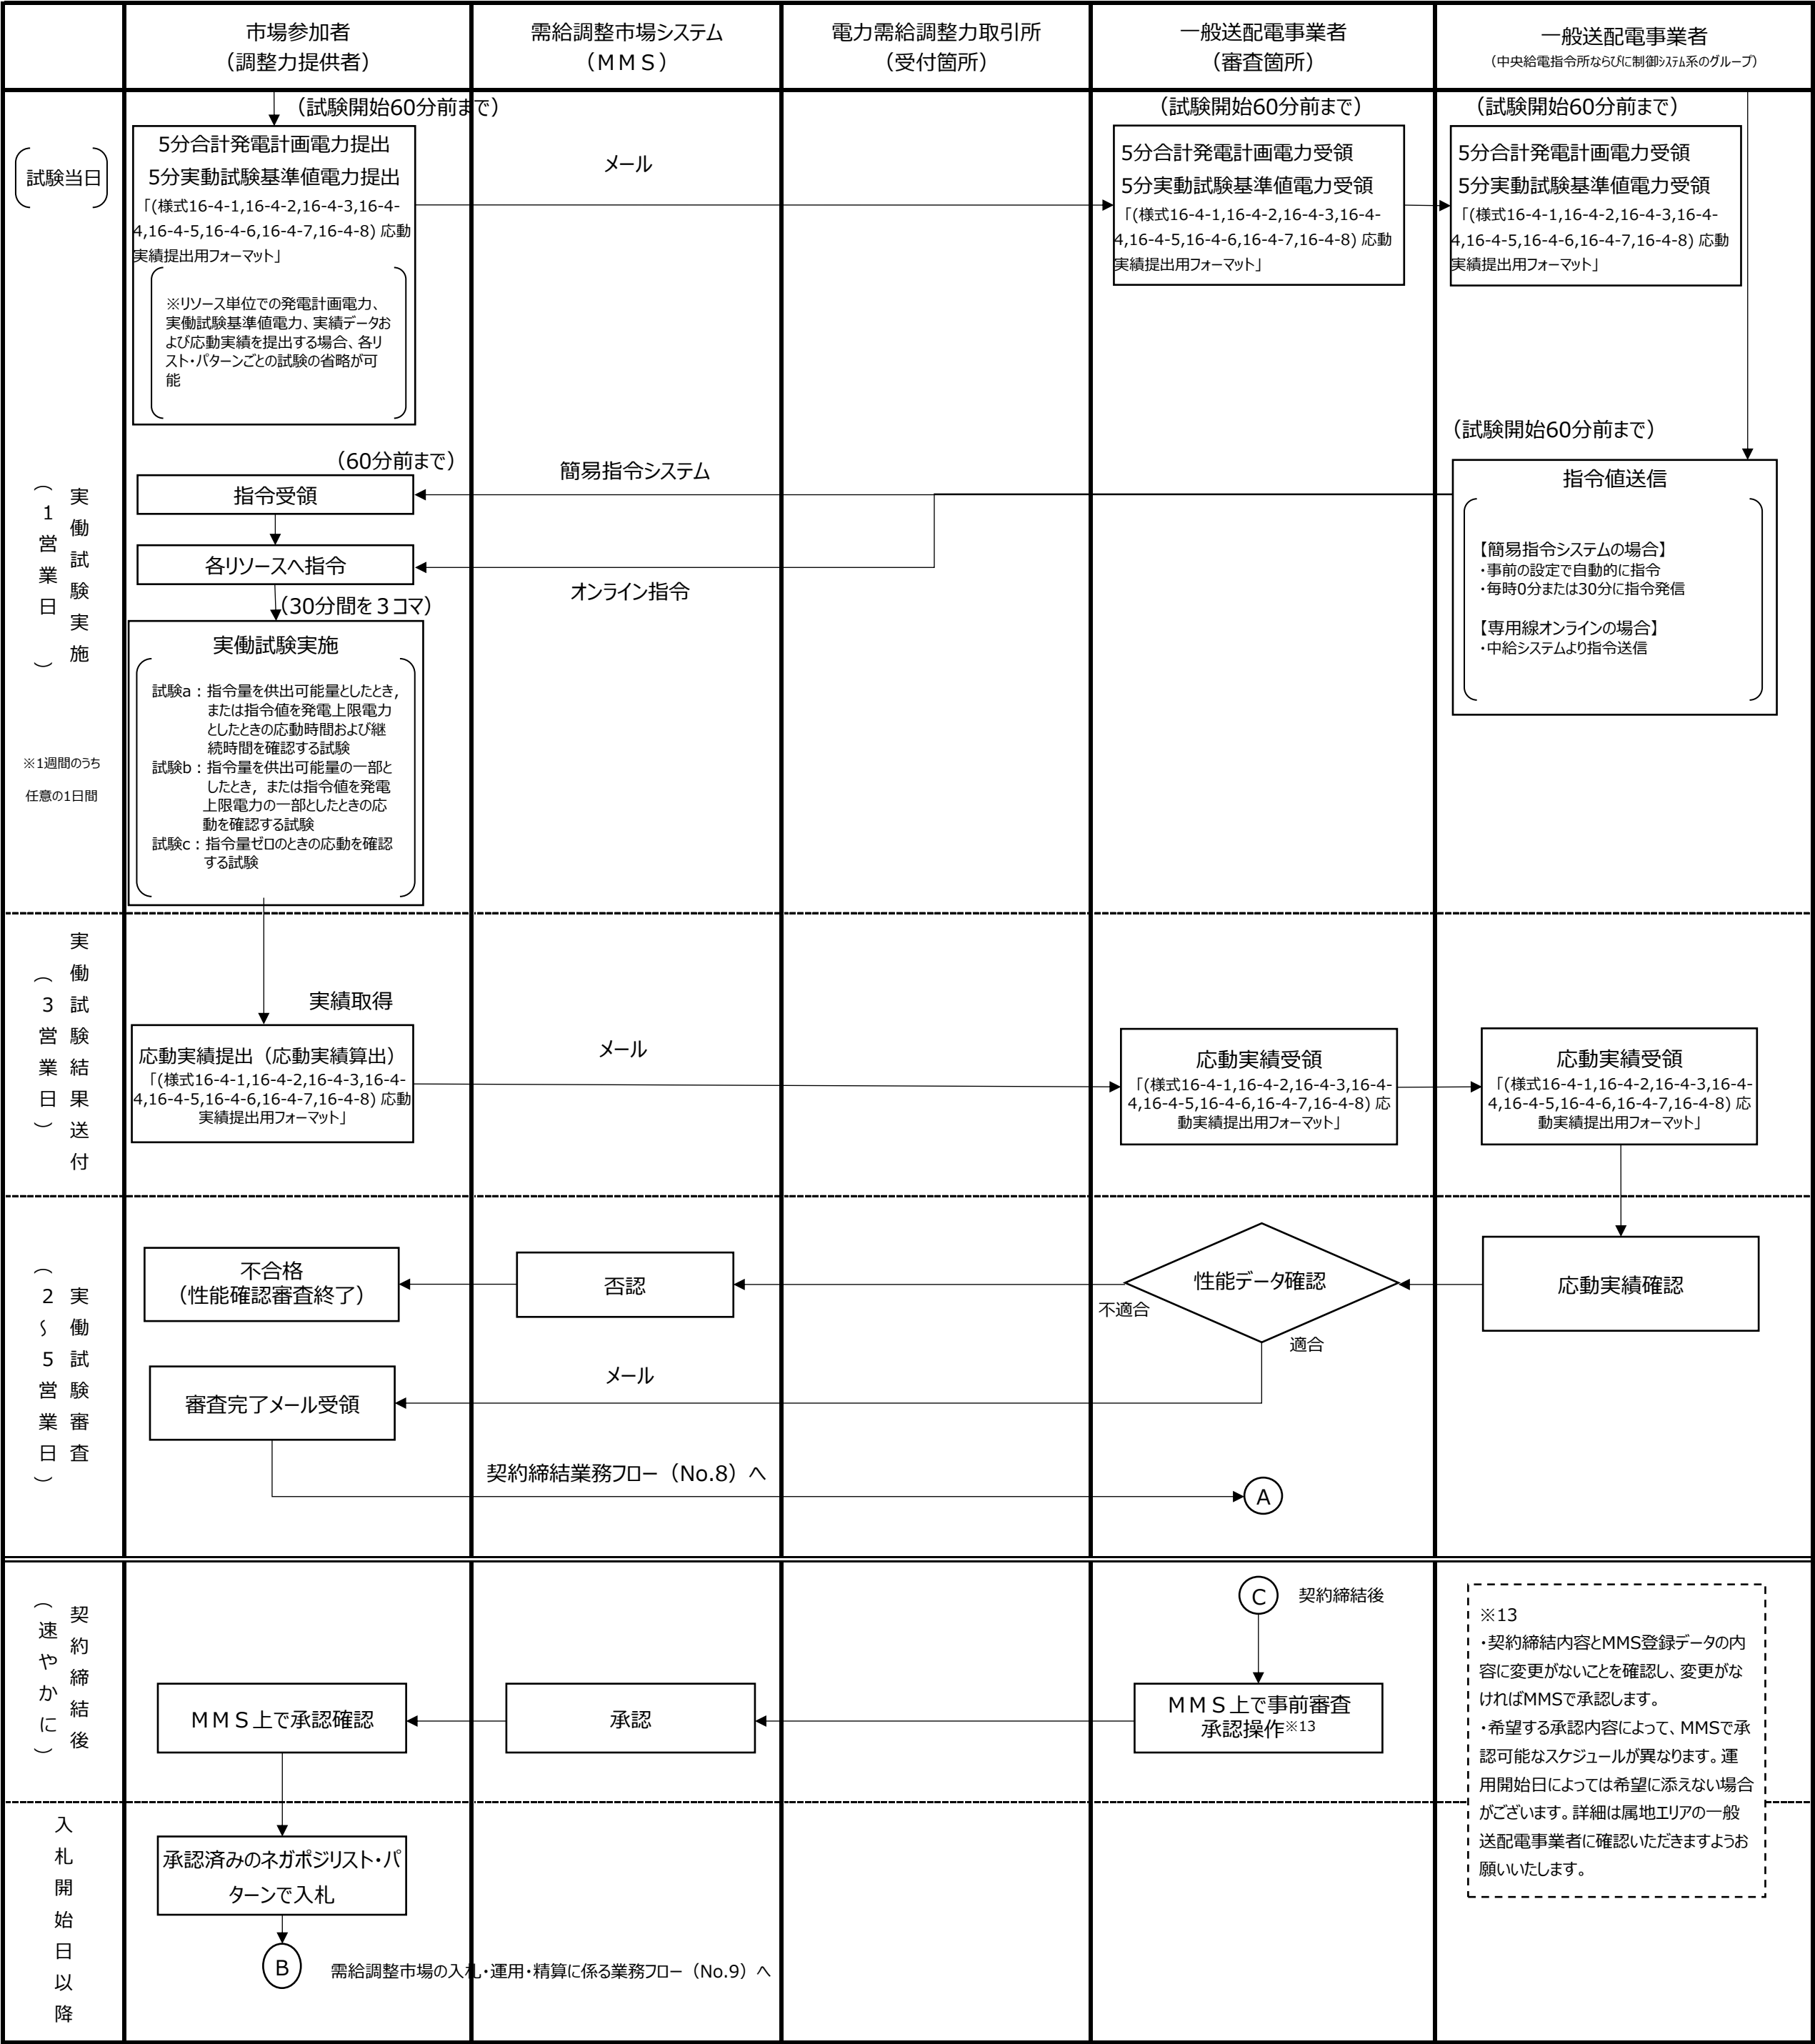 市場参加者
（調整力提供者）
需給調整市場システム
（ＭＭＳ）
電力需給調整力取引所
（受付箇所）
一般送配電事業者
（審査箇所）
一般送配電事業者
（中央給電指令所ならびに制御ｼｽﾃﾑ系のグループ）
試験当日
（試験開始60分前まで）
5分合計発電計画電力提出
5分実動試験基準値電力提出
「(様式16-4-1,16-4-2,16-4-3,16-4-
4,16-4-5,16-4-6,16-4-7,16-4-8) 応動
実績提出用フォーマット」
※リソース単位での発電計画電力、
実働試験基準値電力、実績データお
よび応動実績を提出する場合、各リ
スト・パターンごとの試験の省略が可
能
メール
（試験開始60分前まで）
5分合計発電計画電力受領
5分実動試験基準値電力受領
「(様式16-4-1,16-4-2,16-4-3,16-4-
4,16-4-5,16-4-6,16-4-7,16-4-8) 応動
実績提出用フォーマット」
（試験開始60分前まで）
5分合計発電計画電力受領
5分実動試験基準値電力受領
「(様式16-4-1,16-4-2,16-4-3,16-4-
4,16-4-5,16-4-6,16-4-7,16-4-8) 応動
実績提出用フォーマット」
実働試験実施
（1営業日）
※1週間のうち
任意の1日間
（60分前まで）
指令受領
各リソースへ指令
（30分間を３コマ）
実働試験実施
試験a：指令量を供出可能量としたとき，
または指令値を発電上限電力
としたときの応動時間および継
続時間を確認する試験
試験b：指令量を供出可能量の一部と
したとき，または指令値を発電
上限電力の一部としたときの応
動を確認する試験
試験c：指令量ゼロのときの応動を確認
する試験
簡易指令システム
オンライン指令
（試験開始60分前まで）
指令値送信
【簡易指令システムの場合】
・事前の設定で自動的に指令
・毎時0分または30分に指令発信
【専用線オンラインの場合】
・中給システムより指令送信
実働試験結果送付
（3営業日）
実績取得
応動実績提出（応動実績算出）
「(様式16-4-1,16-4-2,16-4-3,16-4-
4,16-4-5,16-4-6,16-4-7,16-4-8) 応動
実績提出用フォーマット」
メール
応動実績受領
「(様式16-4-1,16-4-2,16-4-3,16-4-
4,16-4-5,16-4-6,16-4-7,16-4-8) 応
動実績提出用フォーマット」
応動実績受領
「(様式16-4-1,16-4-2,16-4-3,16-4-
4,16-4-5,16-4-6,16-4-7,16-4-8) 応
動実績提出用フォーマット」
実働試験審査
（2～5営業日）
不合格
（性能確認審査終了）
否認
性能データ確認
不適合
適合
応動実績確認
審査完了メール受領
メール
契約締結業務フロー（No.8）へ
A
契約締結後
（速やかに）
ＭＭＳ上で承認確認
承認
C
契約締結後
ＭＭＳ上で事前審査
承認操作※13
※13
・契約締結内容とMMS登録データの内
容に変更がないことを確認し、変更がな
ければMMSで承認します。
・希望する承認内容によって、MMSで承
認可能なスケジュールが異なります。運
用開始日によっては希望に添えない場合
がございます。詳細は属地エリアの一般
送配電事業者に確認いただきますようお
願いいたします。
入札開始日以降
承認済みのネガポジリスト・パ
ターンで入札
B
需給調整市場の入札・運用・精算に係る業務フロー（No.9）へ